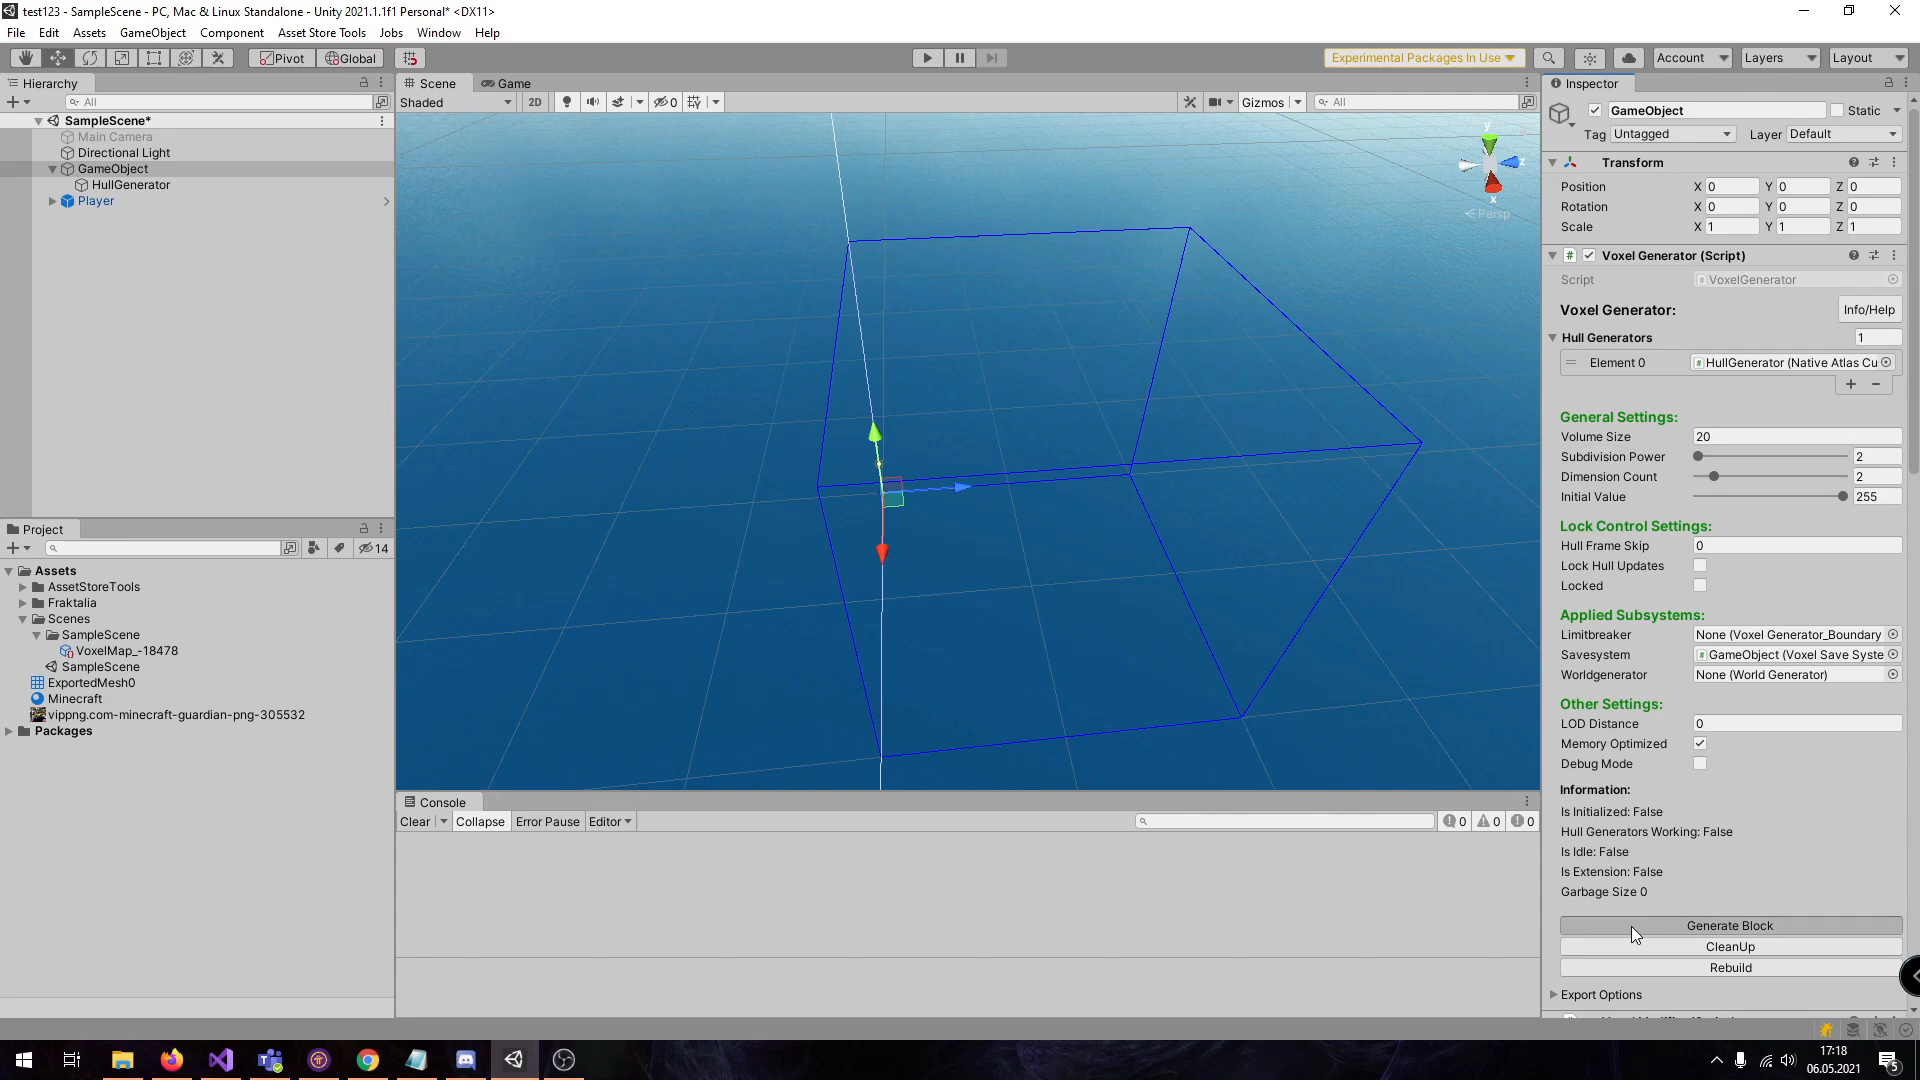 test123 - SampleScene - PC, Mac & Linux Standalone - Unity 2021.1.1f1 Personal* <DX11>
File Edit Assets GameObject Component Asset Store Tools Jobs Window Help
Pivot Global Experimental Packages In Use Account Layers Layout
Hierarchy
All
SampleScene*
Main Camera
Directional Light
GameObject
HullGenerator
Player
Scene Game
Shaded 2D 0 Gizmos All
y
z
x
Persp
Project
14
Assets
AssetStoreTools
Fraktalia
Scenes
SampleScene
VoxelMap_-18478
SampleScene
ExportedMesh0
Minecraft
vippng.com-minecraft-guardian-png-305532
Packages
Console
Clear Collapse Error Pause Editor 0 0 0
Inspector
GameObject Static
Tag Untagged Layer Default
Transform
Position X 0 Y 0 Z 0
Rotation X 0 Y 0 Z 0
Scale X 1 Y 1 Z 1
# Voxel Generator (Script)
Script # VoxelGenerator
Voxel Generator: Info/Help
Hull Generators 1
Element 0 HullGenerator (Native Atlas Cu
+ −
General Settings:
Volume Size 20
Subdivision Power 2
Dimension Count 2
Initial Value 255
Lock Control Settings:
Hull Frame Skip 0
Lock Hull Updates
Locked
Applied Subsystems:
Limitbreaker None (Voxel Generator_Boundary
Savesystem GameObject (Voxel Save Syste
Worldgenerator None (World Generator)
Other Settings:
LOD Distance 0
Memory Optimized
Debug Mode
Information:
Is Initialized: False
Hull Generators Working: False
Is Idle: False
Is Extension: False
Garbage Size 0
Generate Block
CleanUp
Rebuild
Export Options
17:18
06.05.2021
5